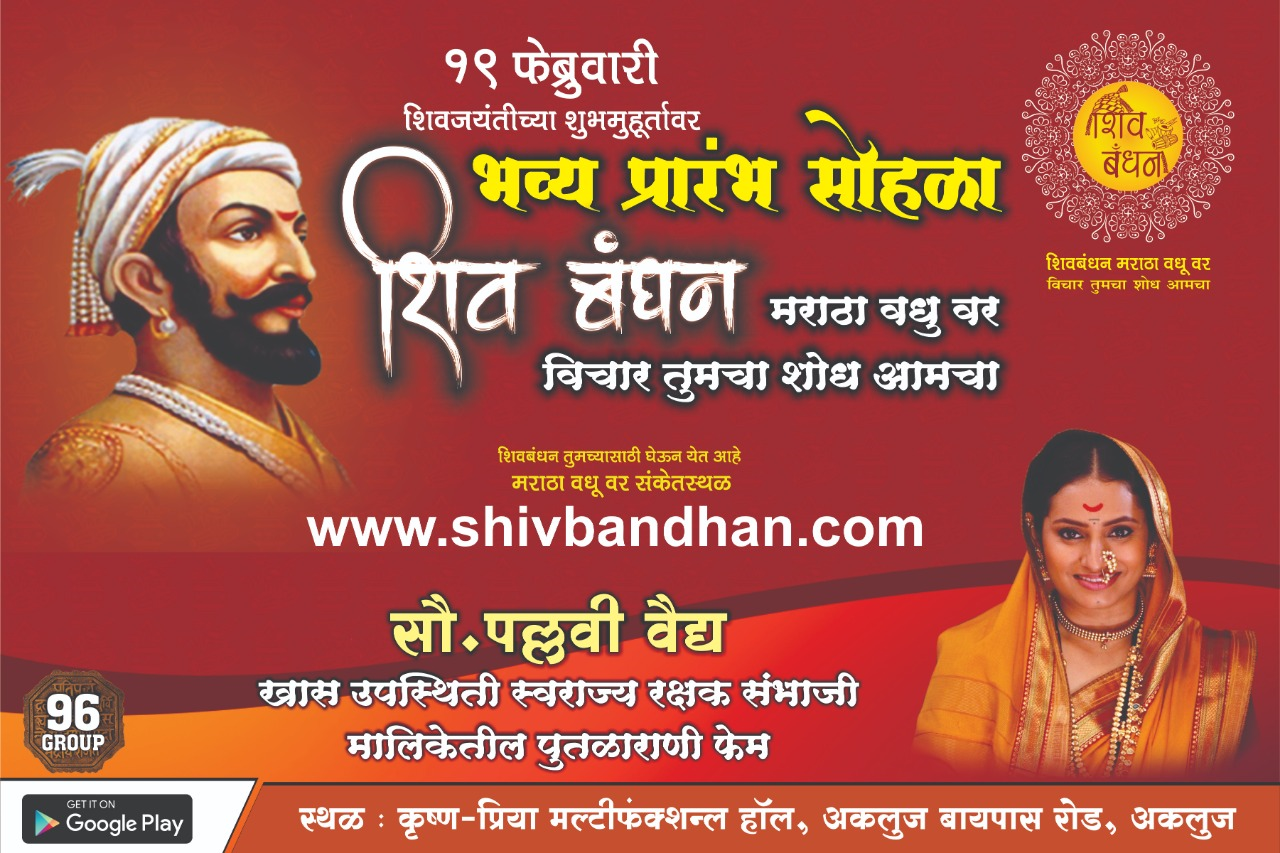 १९ फेब्रुवारी
शिवजयंतीच्या शुभमुहूर्तावर
भव्य प्रारंभ सोहळा
शिव बंधन मराठा वधु वर
विचार तुमचा शोध आमचा
शिव
बंधन
शिवबंधन मराठा वधू वर
विचार तुमचा शोध आमचा
शिवबंधन तुमच्यासाठी घेऊन येत आहे
मराठा वधू वर संकेतस्थळ
www.shivbandhan.com
सौ.पल्लवी वैद्य
खास उपस्थिती स्वराज्य रक्षक संभाजी
मालिकेतील पुतळाराणी फेम
96
GROUP
GET IT ON
Google Play
स्थळ : कृष्ण-प्रिया मल्टीफंक्शन्ल हॉल, अकलुज बायपास रोड, अकलुज